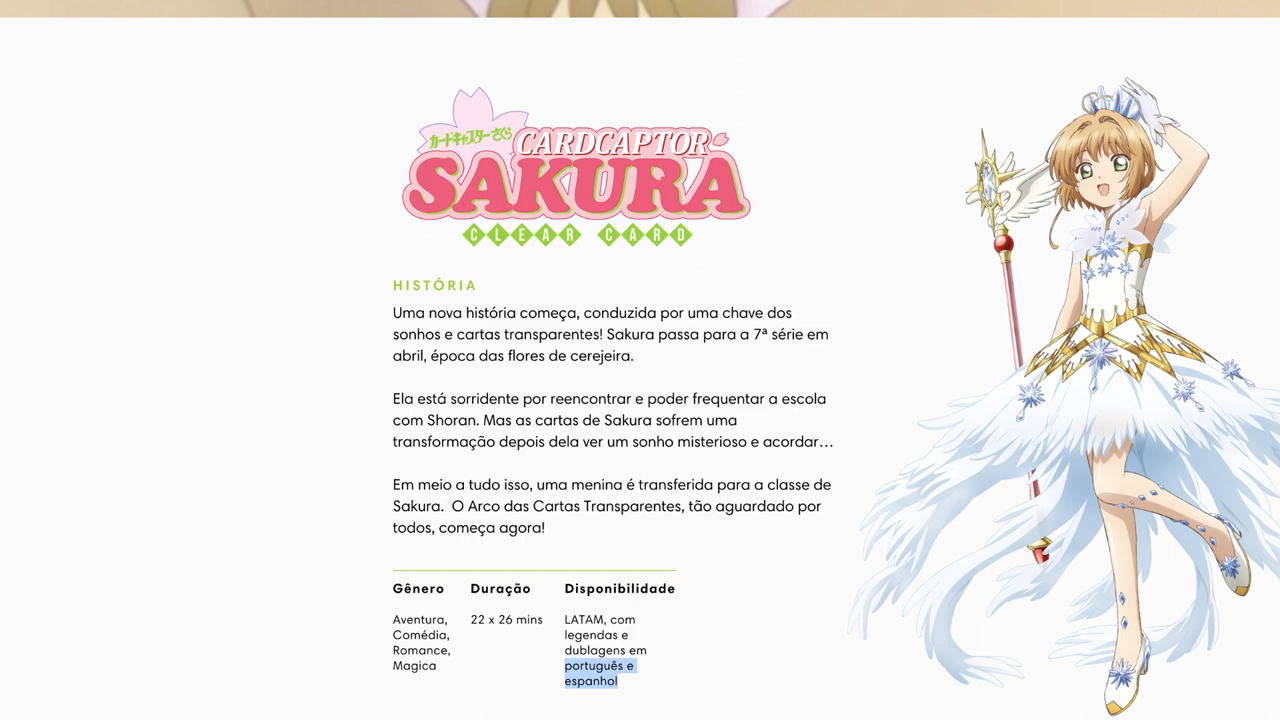 カードキャプターさくら CARDCAPTOR
SAKURA
CLEAR CARD
HISTÓRIA
Uma nova história começa, conduzida por uma chave dos
sonhos e cartas transparentes! Sakura passa para a 7ª série em
abril, época das flores de cerejeira.
Ela está sorridente por reencontrar e poder frequentar a escola
com Shoran. Mas as cartas de Sakura sofrem uma
transformação depois dela ver um sonho misterioso e acordar...
Em meio a tudo isso, uma menina é transferida para a classe de
Sakura.  O Arco das Cartas Transparentes, tão aguardado por
todos, começa agora!
Gênero
Aventura,
Comédia,
Romance,
Magica
Duração
22 x 26 mins
Disponibilidade
LATAM, com
legendas e
dublagens em
português e
espanhol